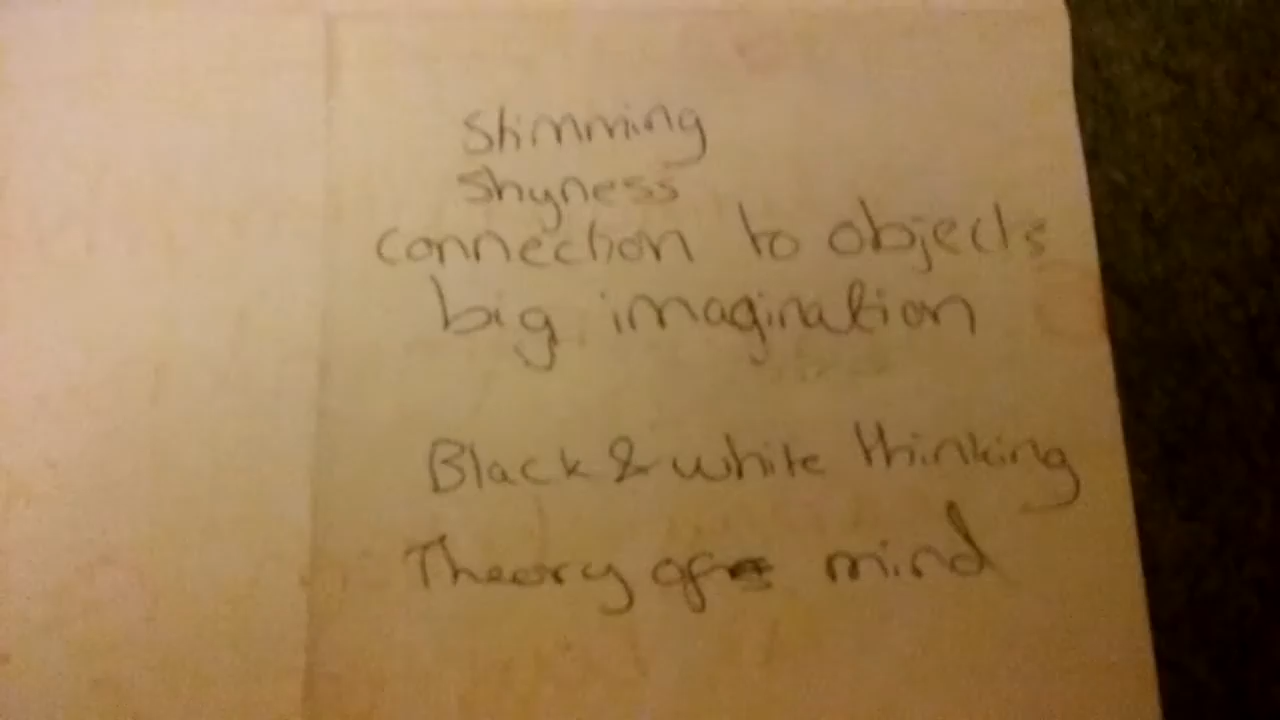 Stimming
Shyness
connection to objects
big imagination
Black & white thinking
Theory of mind